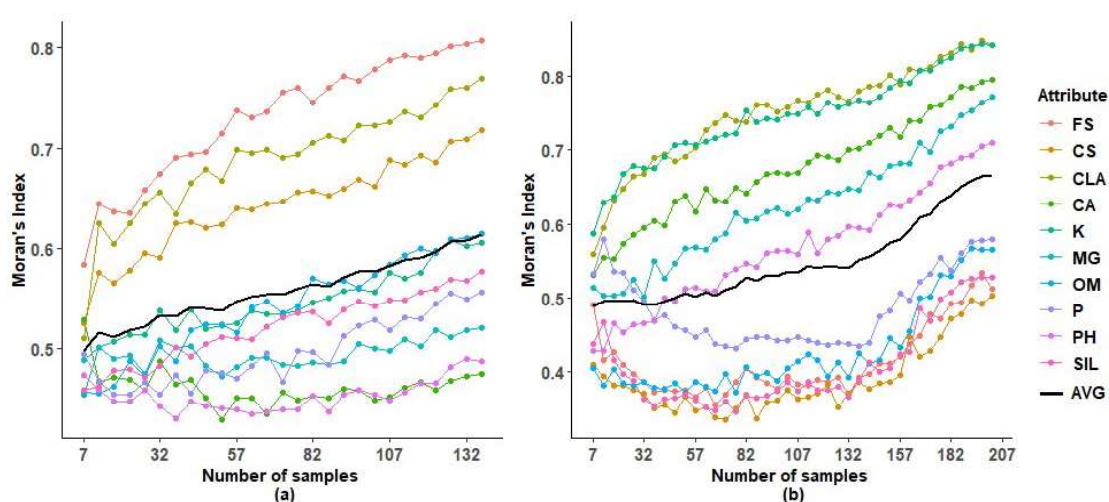 0.8
0.7
0.6
0.5
Moran's Index
7 32 57 82 107 132
Number of samples
(a)
0.8
0.7
0.6
0.5
0.4
Moran's Index
7 32 57 82 107 132 157 182 207
Number of samples
(b)
Attribute
FS
CS
CLA
CA
K
MG
OM
P
PH
SIL
AVG